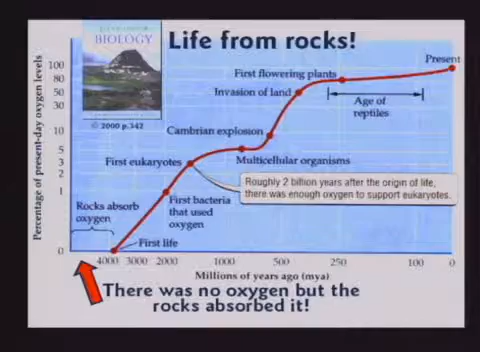 BIOLOGY
Life from rocks!
© 2000 p.342
Percentage of present-day oxygen levels
100
80
50
30
10
5
3
2
1
0
Present
First flowering plants
Invasion of land
Age of
reptiles
Cambrian explosion
First eukaryotes
Multicellular organisms
Roughly 2 billion years after the origin of life,
there was enough oxygen to support eukaryotes.
Rocks absorb
oxygen
First bacteria
that used
oxygen
First life
4000 3000 2000 1000 500 250 100 0
Millions of years ago (mya)
There was no oxygen but the
rocks absorbed it!